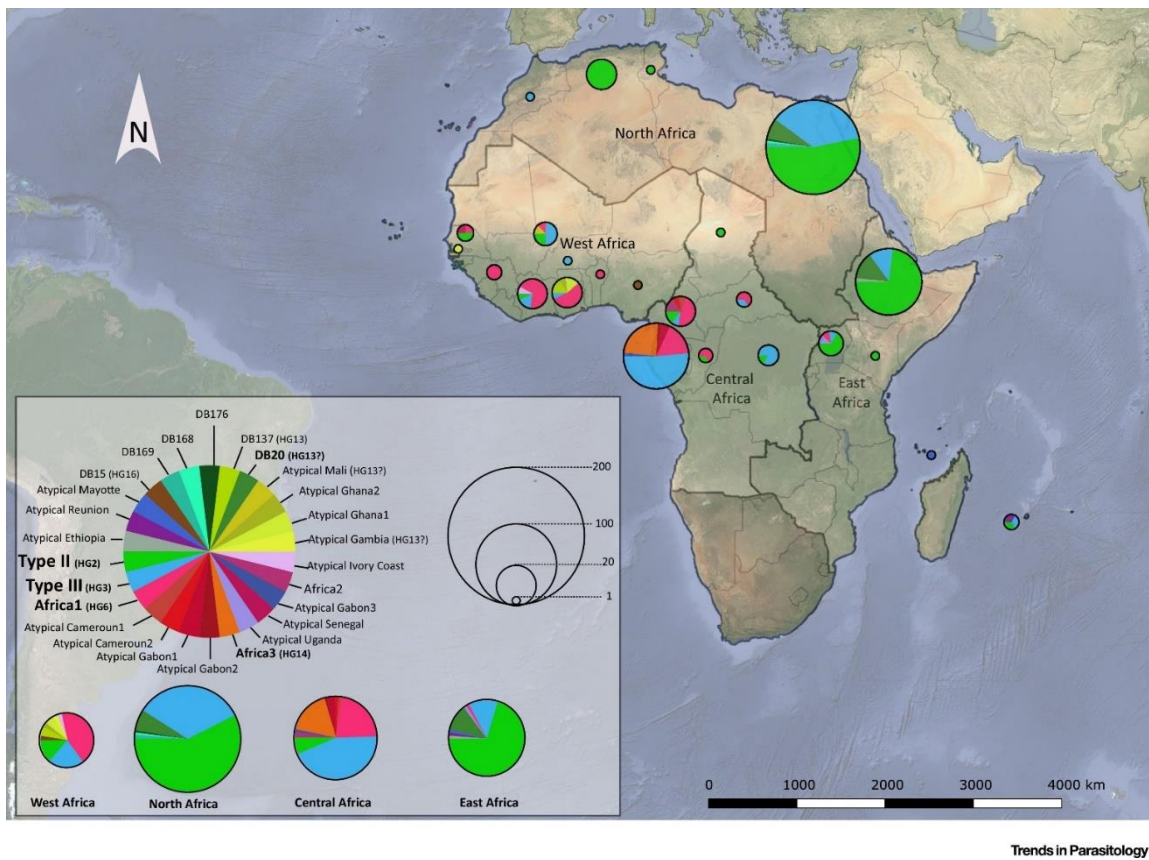 N
North Africa
West Africa
Central
Africa
East
Africa
DB176
DB168
DB137 (HG13)
DB169
DB20 (HG13?)
DB15 (HG16)
Atypical Mali (HG13?)
Atypical Mayotte
Atypical Ghana2
Atypical Reunion
Atypical Ghana1
Atypical Ethiopia
Atypical Gambia (HG13?)
Type II (HG2)
Atypical Ivory Coast
Type III (HG3)
Africa2
Africa1 (HG6)
Atypical Gabon3
Atypical Cameroun1
Atypical Senegal
Atypical Cameroun2
Atypical Uganda
Atypical Gabon1
Africa3 (HG14)
Atypical Gabon2
200
100
20
1
West Africa
North Africa
Central Africa
East Africa
0 1000 2000 3000 4000 km
Trends in Parasitology